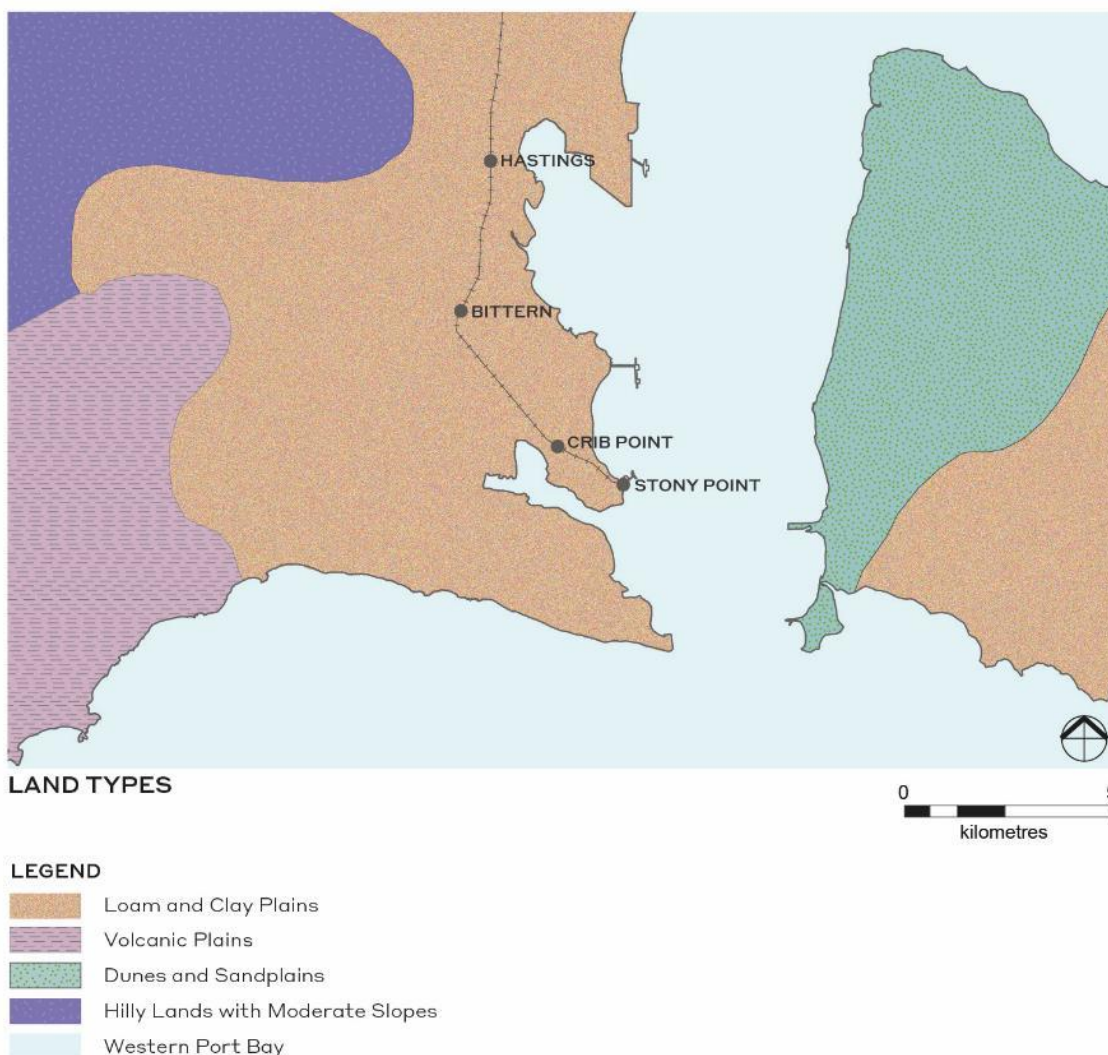 HASTINGS
BITTERN
CRIB POINT
STONY POINT
LAND TYPES
0 5
kilometres
LEGEND
Loam and Clay Plains
Volcanic Plains
Dunes and Sandplains
Hilly Lands with Moderate Slopes
Western Port Bay